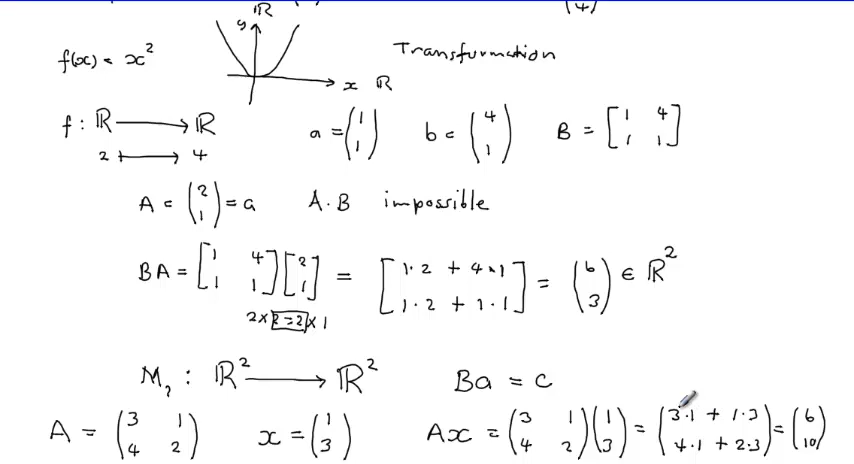 (4)
ℝ
y
f(x) = x²
Transformation
x ℝ
f : ℝ ⟶ ℝ
2 ⟼ 4
a = (1 1) b = (4 1) B = [1 4 1 1]
A = (2 1) = a A·B impossible
BA = [1 4 1 1] [2 1] = [1·2 + 4·1 1·2 + 1·1] = (6 3) ∈ ℝ²
2 × 2=2 × 1
M₂ : ℝ² ⟶ ℝ² Ba = c
A = (3 1 4 2) x = (1 3) Ax = (3 1 4 2) (1 3) = (3·1 + 1·3 4·1 + 2·3) = (6 10)